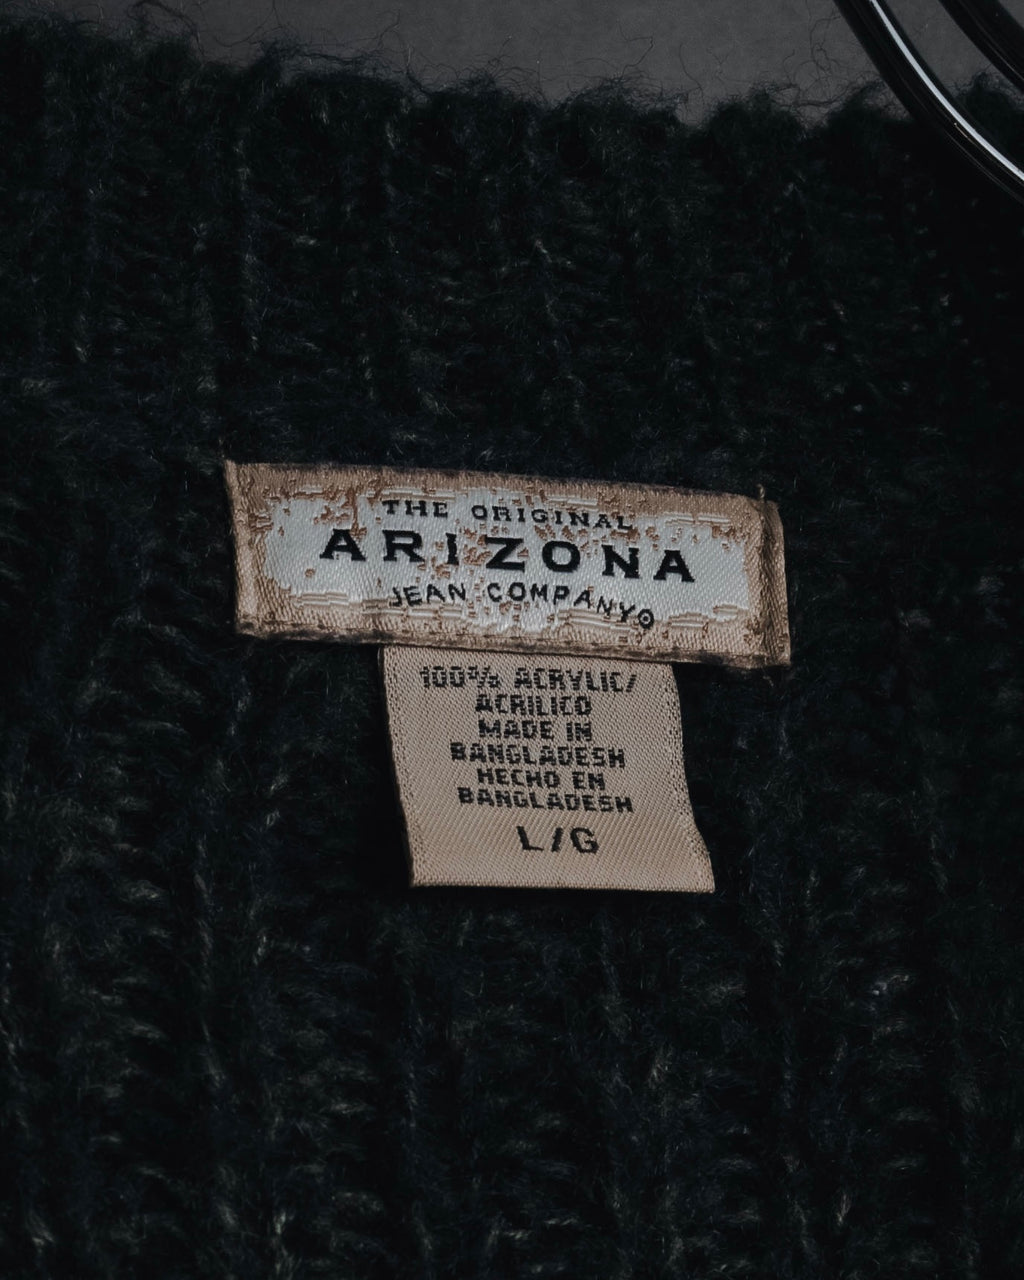 THE ORIGINAL
ARIZONA
JEAN COMPANY®
100% ACRYLIC/
ACRILICO
MADE IN
BANGLADESH
HECHO EN
BANGLADESH
L/G